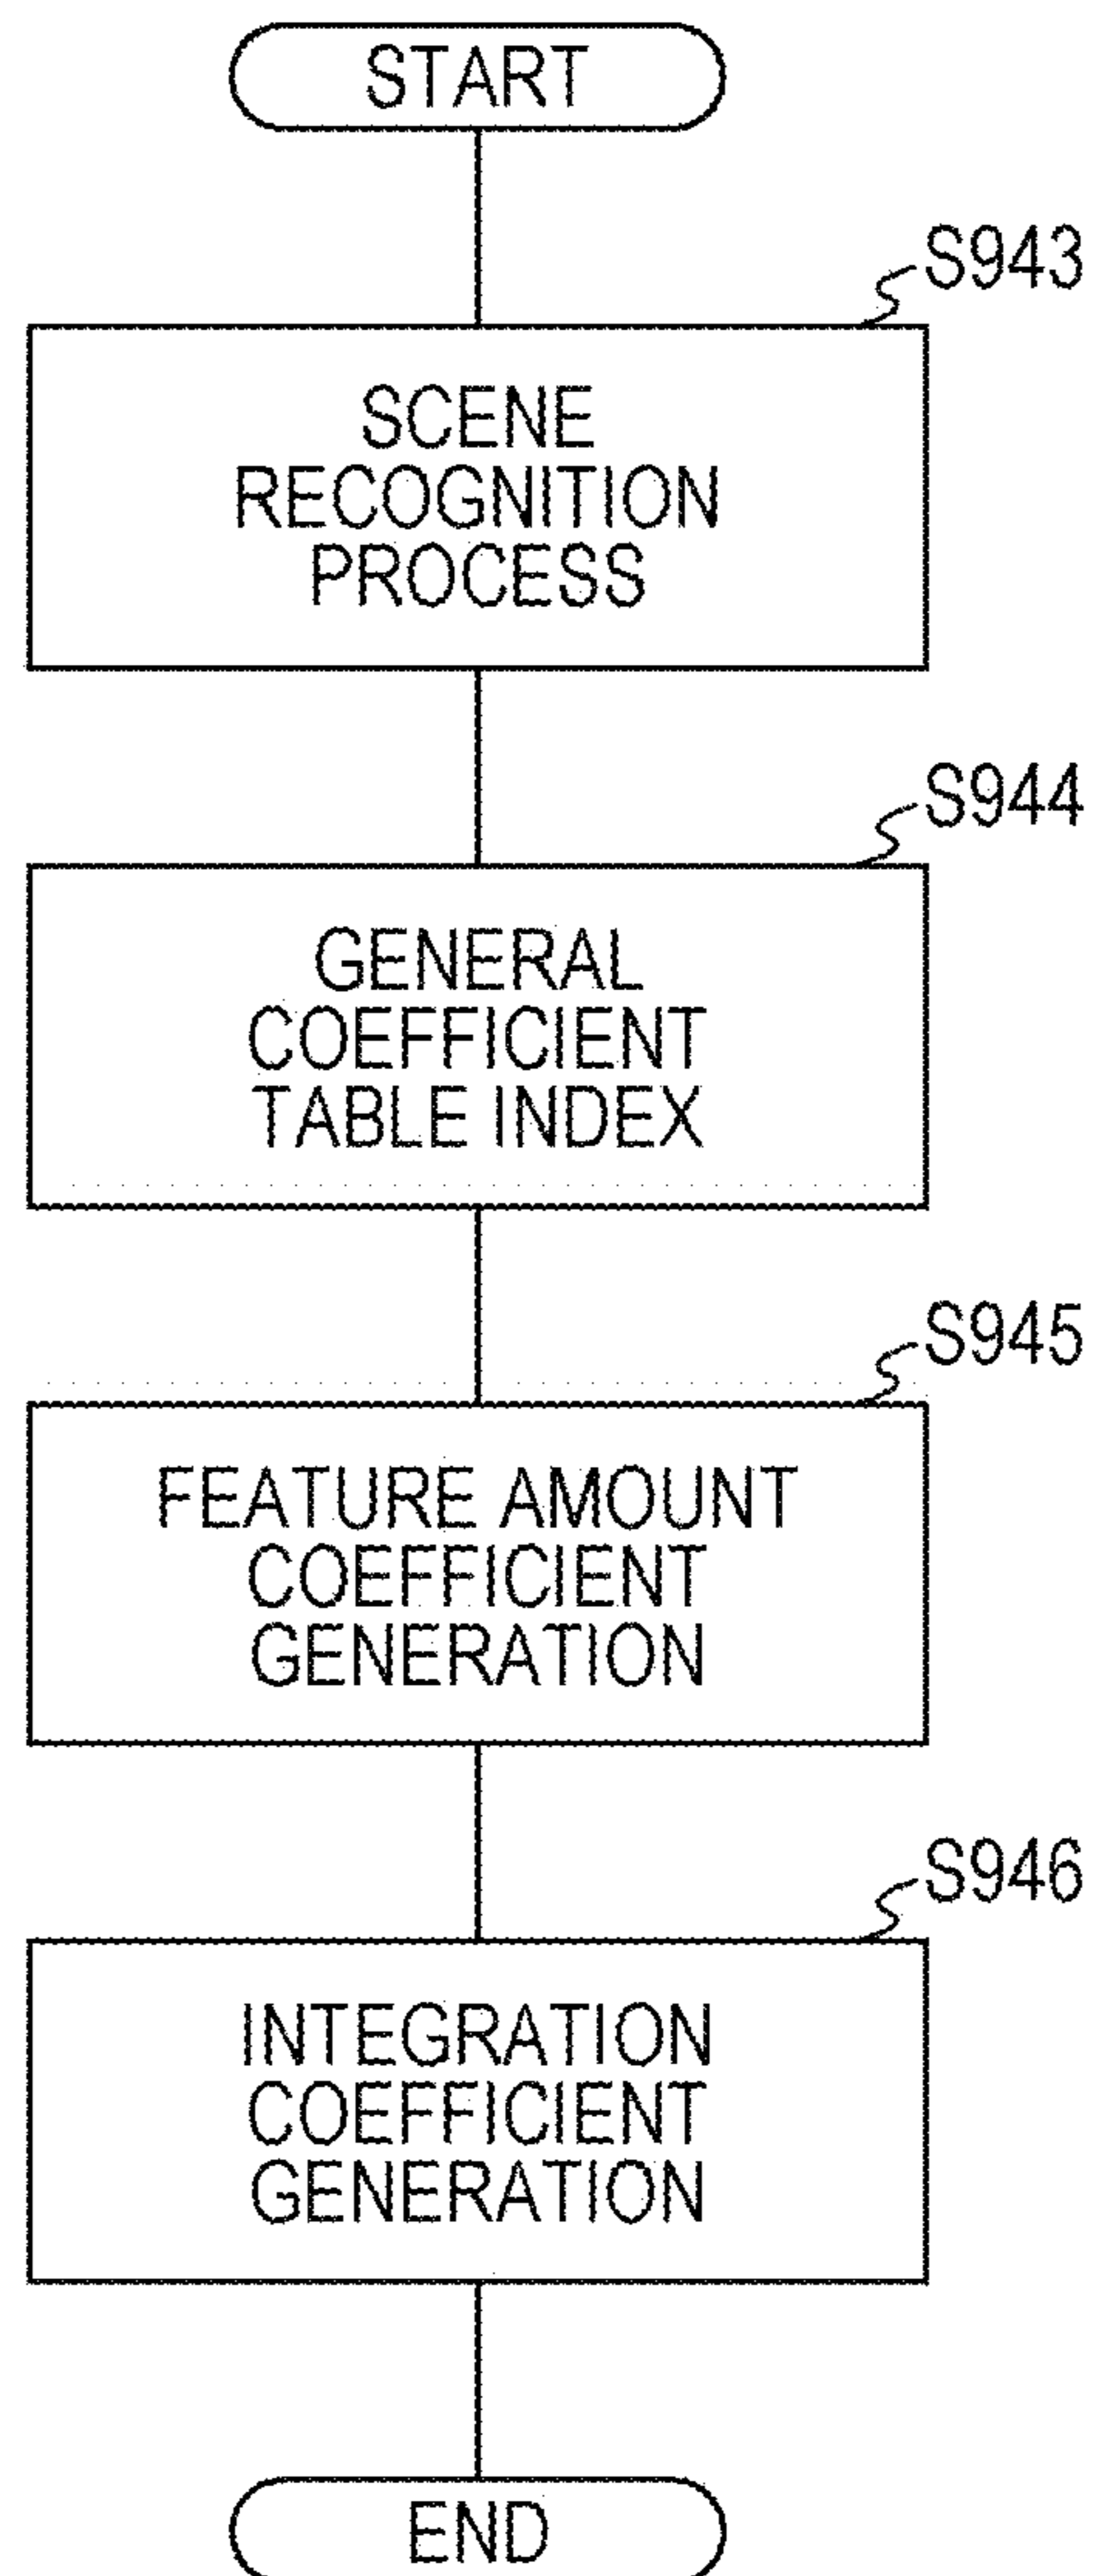 START
S943
SCENE
RECOGNITION
PROCESS
S944
GENERAL
COEFFICIENT
TABLE INDEX
S945
FEATURE AMOUNT
COEFFICIENT
GENERATION
S946
INTEGRATION
COEFFICIENT
GENERATION
END